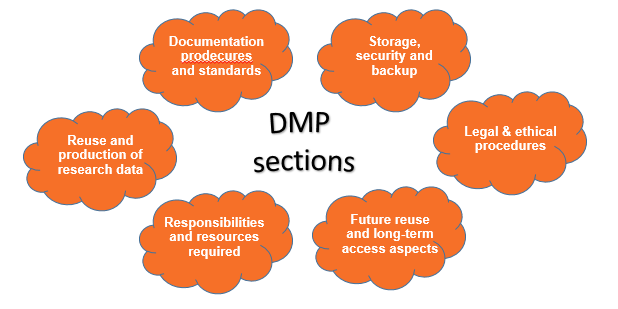 Documentation
prodecures
and standards
Storage,
security and
backup
DMP
sections
Reuse and
production of
research data
Legal & ethical
procedures
Responsibilities
and resources
required
Future reuse
and long-term
access aspects